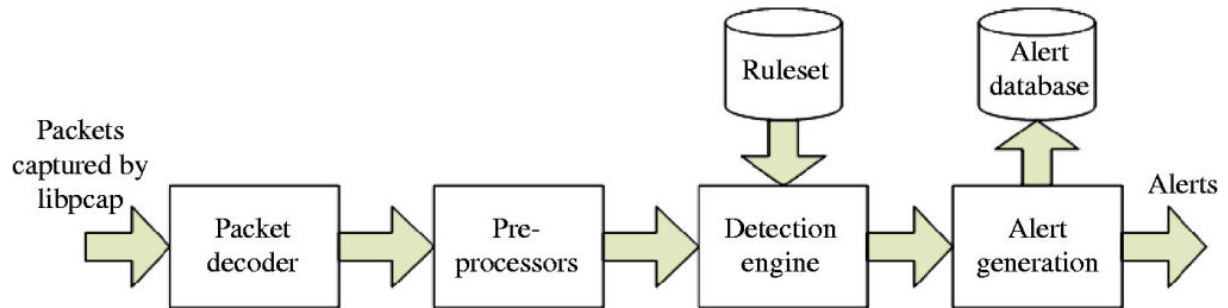 Packets
captured by
libpcap
Packet
decoder
Pre-
processors
Ruleset
Detection
engine
Alert
database
Alert
generation
Alerts